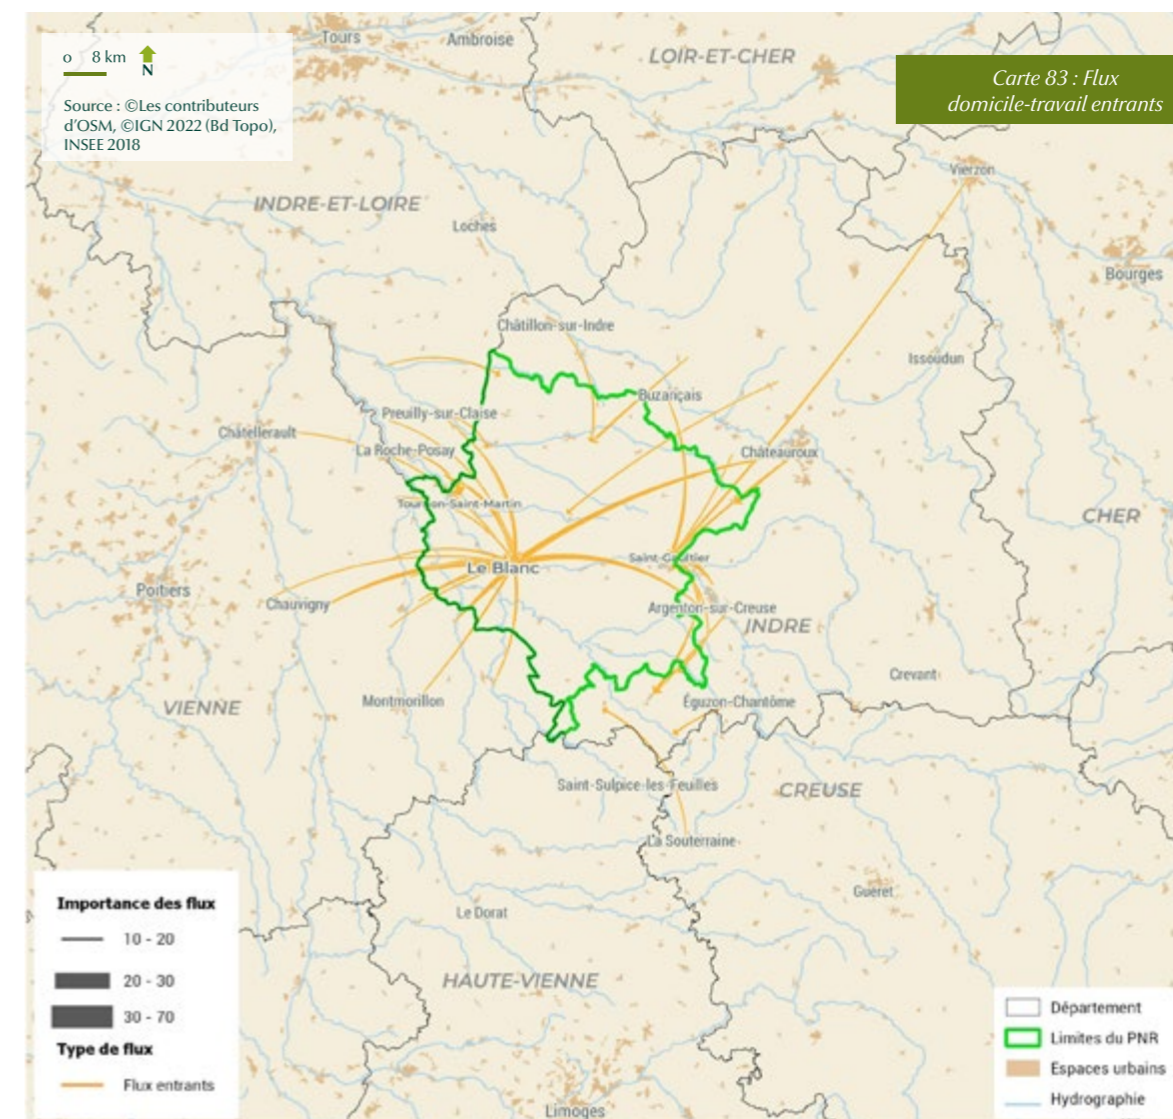 Tours
Ambroise
LOIR-ET-CHER
o 8 km
N
Source : ©Les contributeurs
d'OSM, ©IGN 2022 (Bd Topo),
INSEE 2018
Carte 83 : Flux
domicile-travail entrants
Vierzon
INDRE-ET-LOIRE
Loches
Bourges
Châtillon-sur-Indre
Issoudun
Buzançais
Preuilly-sur-Claise
Châtellerault
La Roche-Posay
Châteauroux
Tournon-Saint-Martin
CHER
Saint-Gaultier
Le Blanc
Poitiers
Chauvigny
Argenton-sur-Creuse
INDRE
Crevant
Montmorillon
Éguzon-Chantôme
VIENNE
Saint-Sulpice-les-Feuilles
CREUSE
La Souterraine
Guéret
Le Dorat
HAUTE-VIENNE
Limoges
Importance des flux
10 - 20
20 - 30
30 - 70
Type de flux
Flux entrants
Département
Limites du PNR
Espaces urbains
Hydrographie